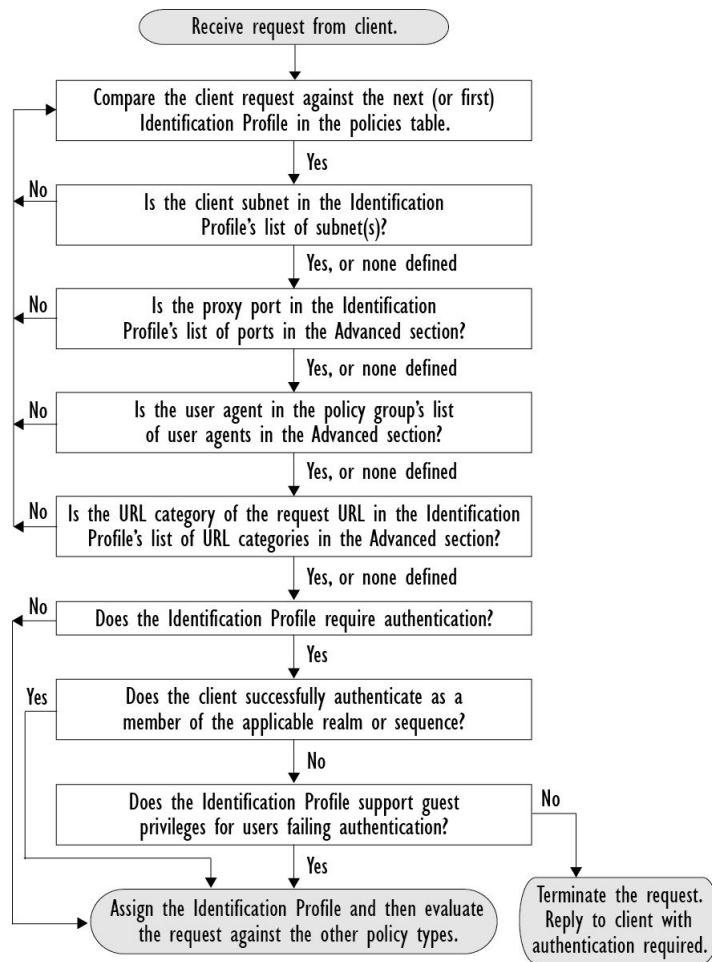 Receive request from client.
Compare the client request against the next (or first)
Identification Profile in the policies table.
Yes
No
Is the client subnet in the Identification
Profile's list of subnet(s)?
Yes, or none defined
No
Is the proxy port in the Identification
Profile's list of ports in the Advanced section?
Yes, or none defined
No
Is the user agent in the policy group's list
of user agents in the Advanced section?
Yes, or none defined
No
Is the URL category of the request URL in the Identification
Profile's list of URL categories in the Advanced section?
Yes, or none defined
No
Does the Identification Profile require authentication?
Yes
Yes
Does the client successfully authenticate as a
member of the applicable realm or sequence?
No
Does the Identification Profile support guest
privileges for users failing authentication?
No
Yes
Assign the Identification Profile and then evaluate
the request against the other policy types.
Terminate the request.
Reply to client with
authentication required.